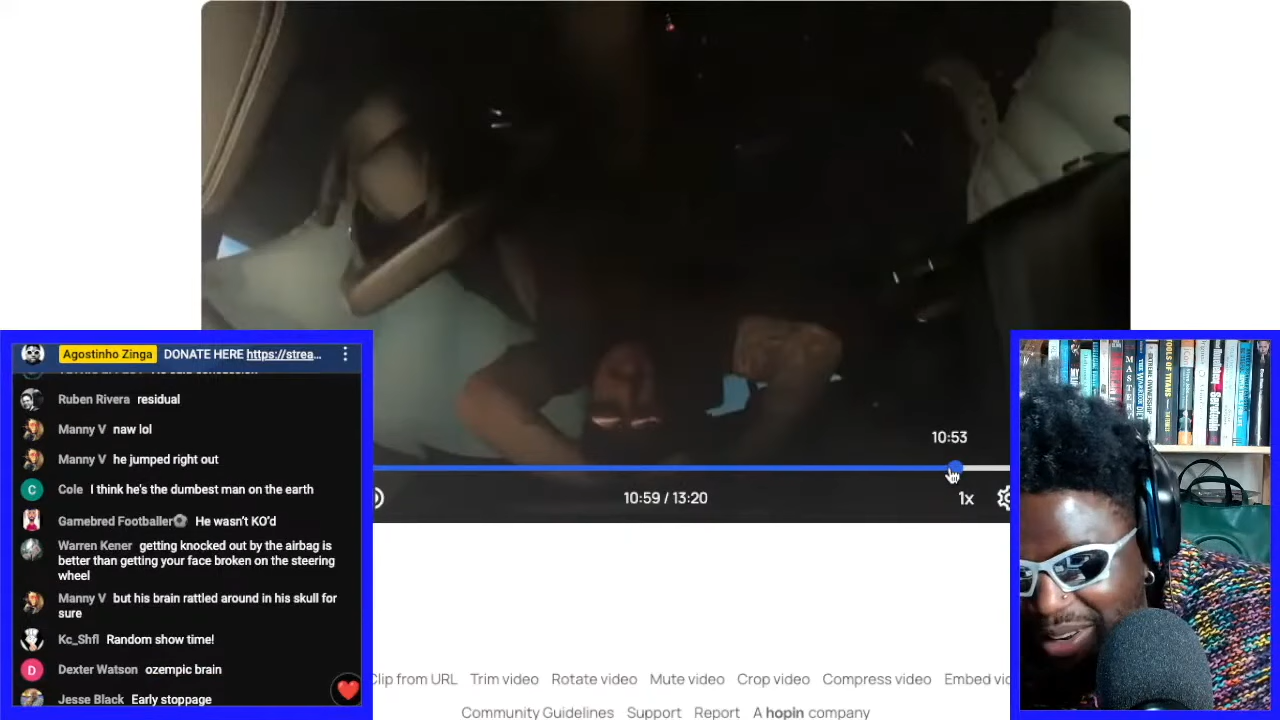 10:53
10:59 / 13:20
1x
Agostinho Zinga DONATE HERE https://strea...
Ruben Rivera residual
Manny V naw lol
Manny V he jumped right out
C Cole I think he's the dumbest man on the earth
Gamebred Footballer He wasn't KO'd
Warren Kener getting knocked out by the airbag is
better than getting your face broken on the steering
wheel
Manny V but his brain rattled around in his skull for
sure
Kc_Shfl Random show time!
D Dexter Watson ozempic brain
Jesse Black Early stoppage
Clip from URL Trim video Rotate video Mute video Crop video Compress video Embed vid
Community Guidelines Support Report A hopin company
TOOLS OF TITANS
EXTREME OWNERSHIP